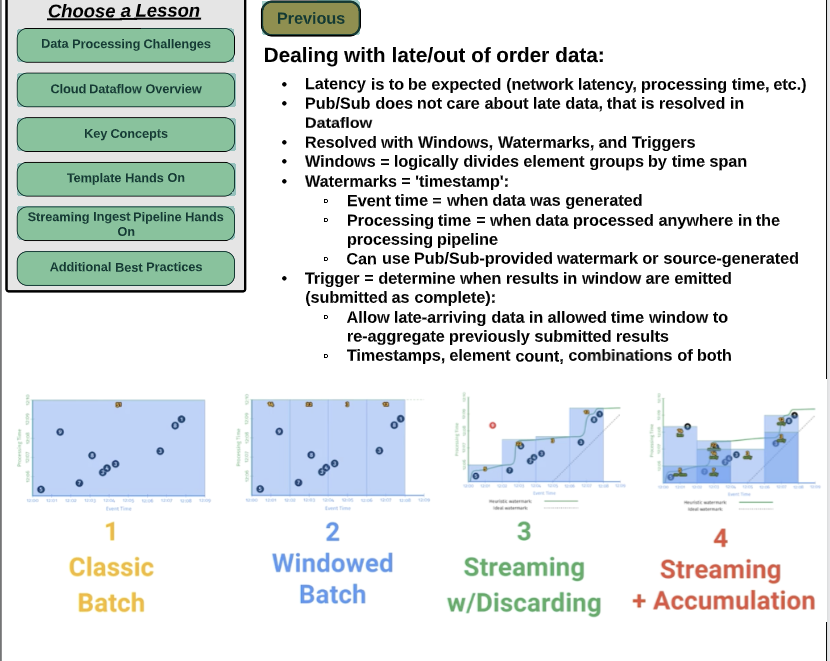 Choose a Lesson
Data Processing Challenges
Cloud Dataflow Overview
Key Concepts
Template Hands On
Streaming Ingest Pipeline Hands
On
Additional Best Practices
Previous
Dealing with late/out of order data:
• Latency is to be expected (network latency, processing time, etc.)
• Pub/Sub does not care about late data, that is resolved in
Dataflow
• Resolved with Windows, Watermarks, and Triggers
• Windows = logically divides element groups by time span
• Watermarks = 'timestamp':
◦ Event time = when data was generated
◦ Processing time = when data processed anywhere in the
processing pipeline
◦ Can use Pub/Sub-provided watermark or source-generated
• Trigger = determine when results in window are emitted
(submitted as complete):
◦ Allow late-arriving data in allowed time window to
re-aggregate previously submitted results
◦ Timestamps, element count, combinations of both
Processing Time
Event Time
Processing Time
Event Time
Processing Time
Event Time
Heuristic watermark:
Ideal watermark:
Processing Time
Event Time
Heuristic watermark:
Ideal watermark:
1
Classic
Batch
2
Windowed
Batch
3
Streaming
w/Discarding
4
Streaming
+ Accumulation